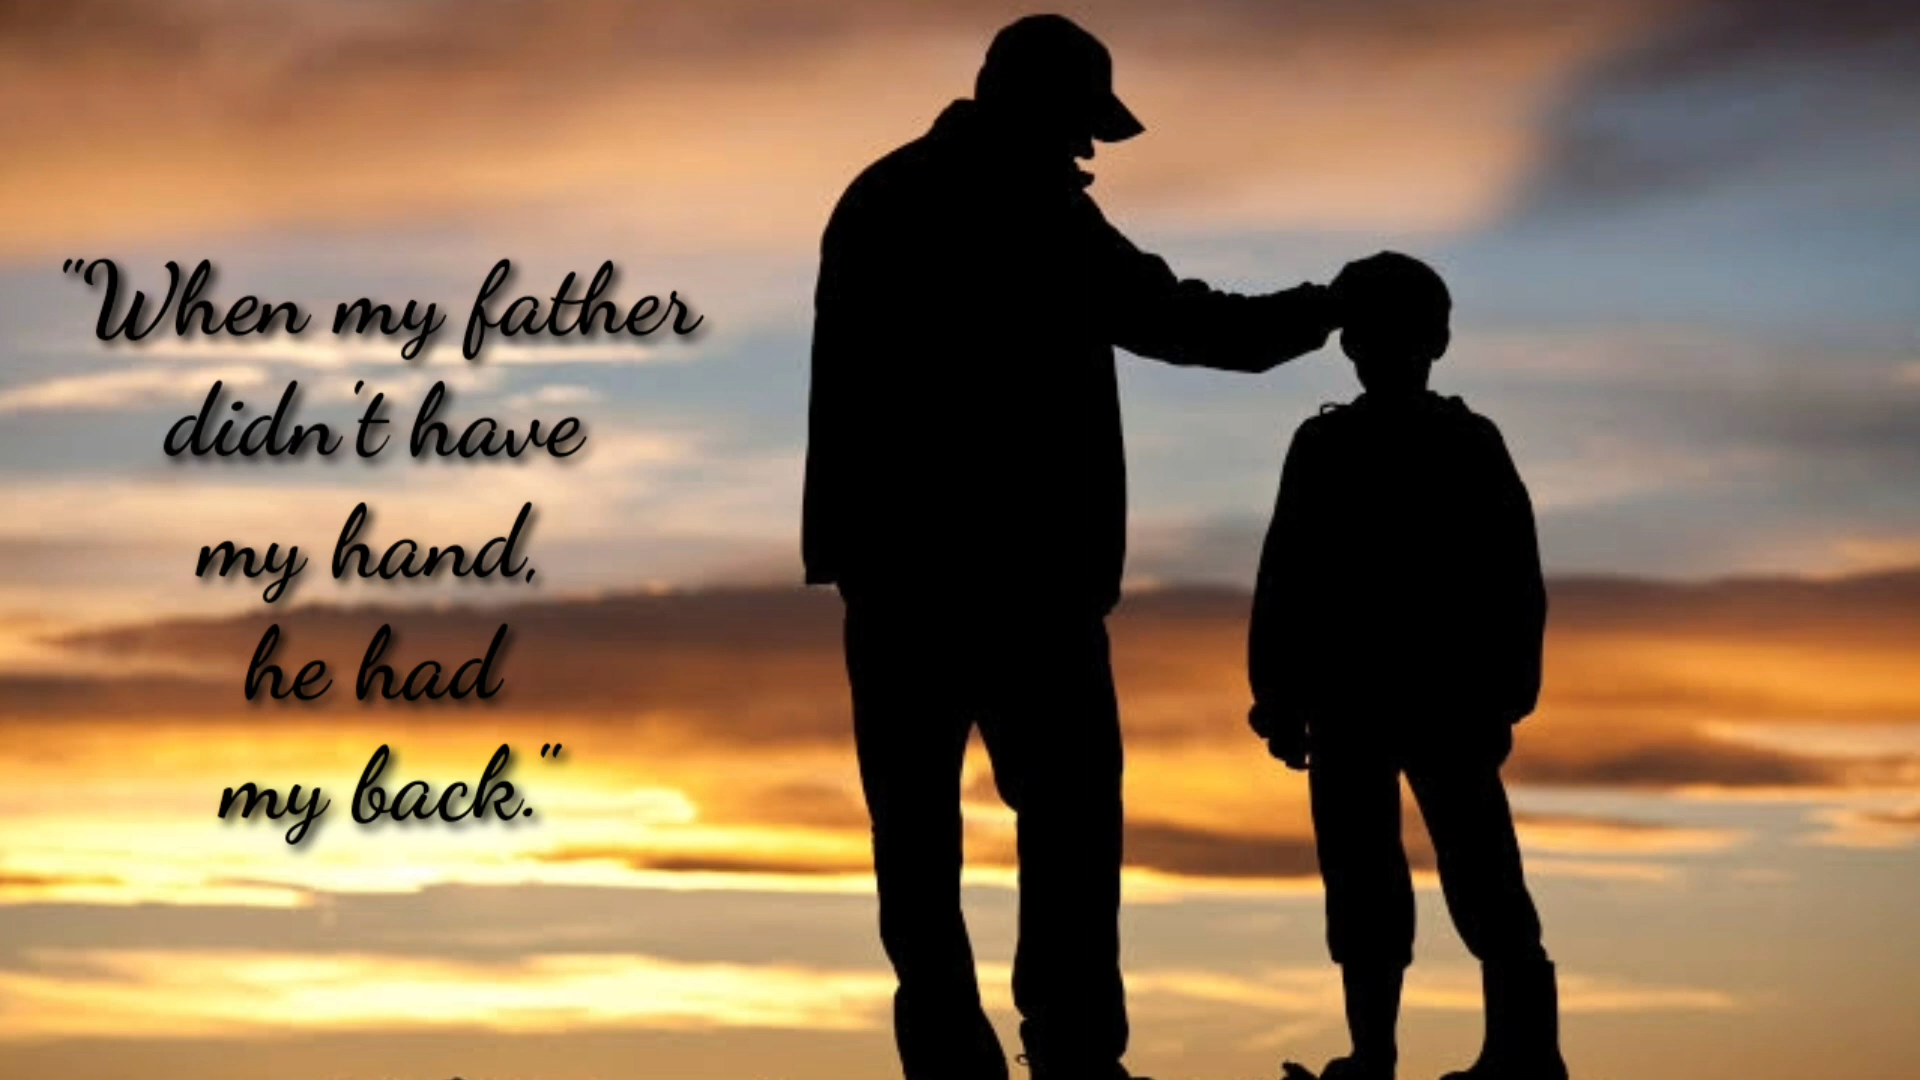 "When my father
didn't have
my hand,
he had
my back."